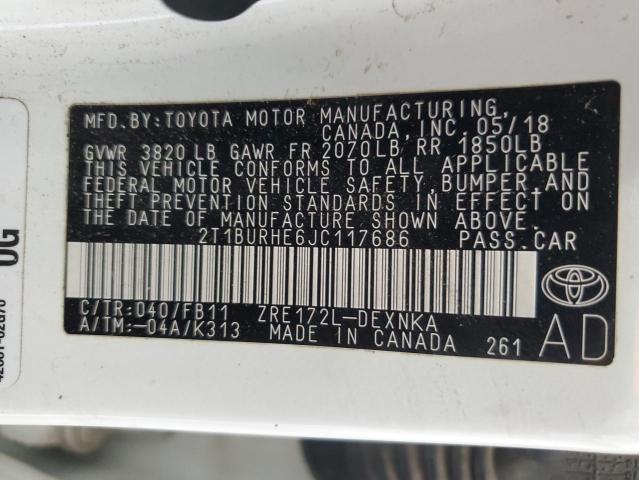 MFD. BY: TOYOTA MOTOR MANUFACTURING,
CANADA, INC. 05/18
GVWR 3820 LB GAWR FR 2070LB RR 1850LB
THIS VEHICLE CONFORMS TO ALL APPLICABLE
FEDERAL MOTOR VEHICLE SAFETY, BUMPER, AND
THEFT PREVENTION STANDARDS IN EFFECT ON
THE DATE OF MANUFACTURE SHOWN ABOVE.
2T1BURHE6JC117686 PASS.CAR
C/TR:040/FB11 ZRE172L-DEXNKA
A/TM:-04A/K313 MADE IN CANADA 261
AD